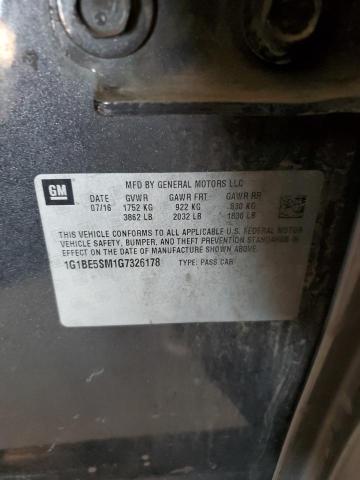 GM
MFD BY GENERAL MOTORS LLC
DATE GVWR GAWR FRT GAWR RR
07/16 1752 KG 922 KG 830 KG
3862 LB 2032 LB 1830 LB
THIS VEHICLE CONFORMS TO ALL APPLICABLE U.S. FEDERAL MOTOR
VEHICLE SAFETY, BUMPER, AND THEFT PREVENTION STANDARDS IN
EFFECT ON THE DATE OF MANUFACTURE SHOWN ABOVE.
1G1BE5SM1G7326178 TYPE: PASS CAR